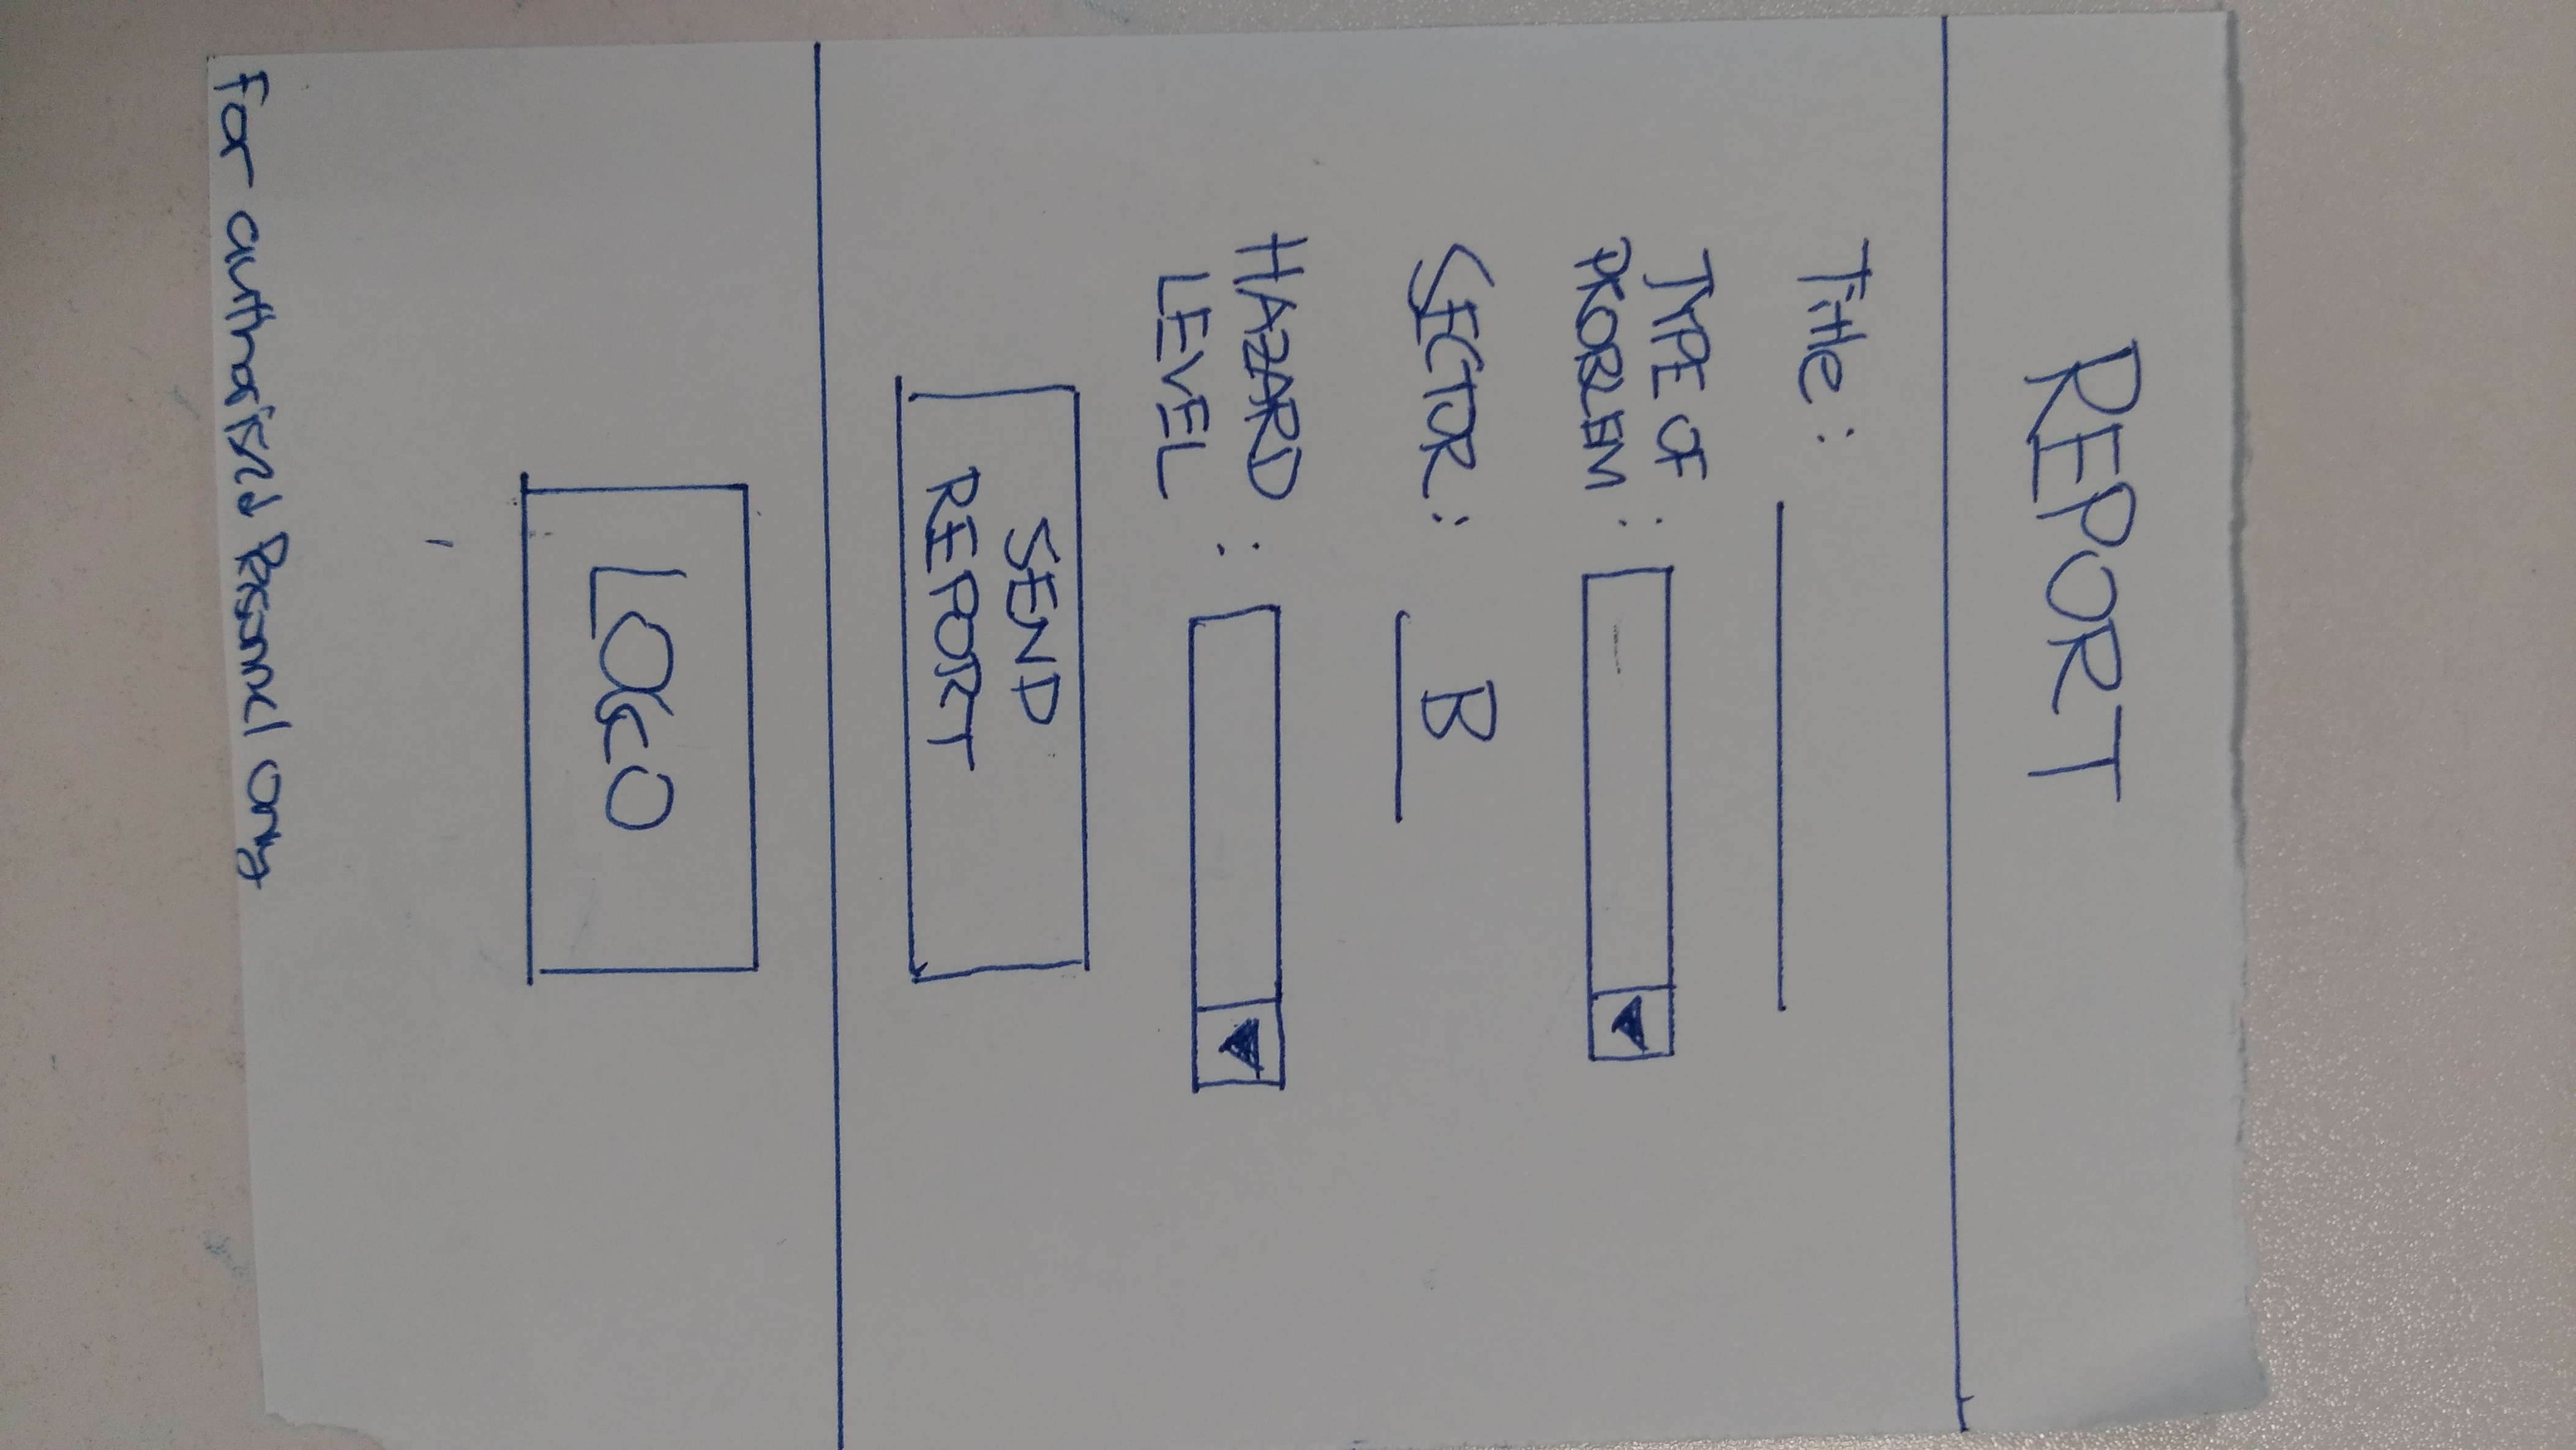 REPORT
Title:
TYPE OF
PROBLEM:
SECTOR: B
HAZARD
LEVEL:
SEND
REPORT
LOGO
For authorised Personnel only